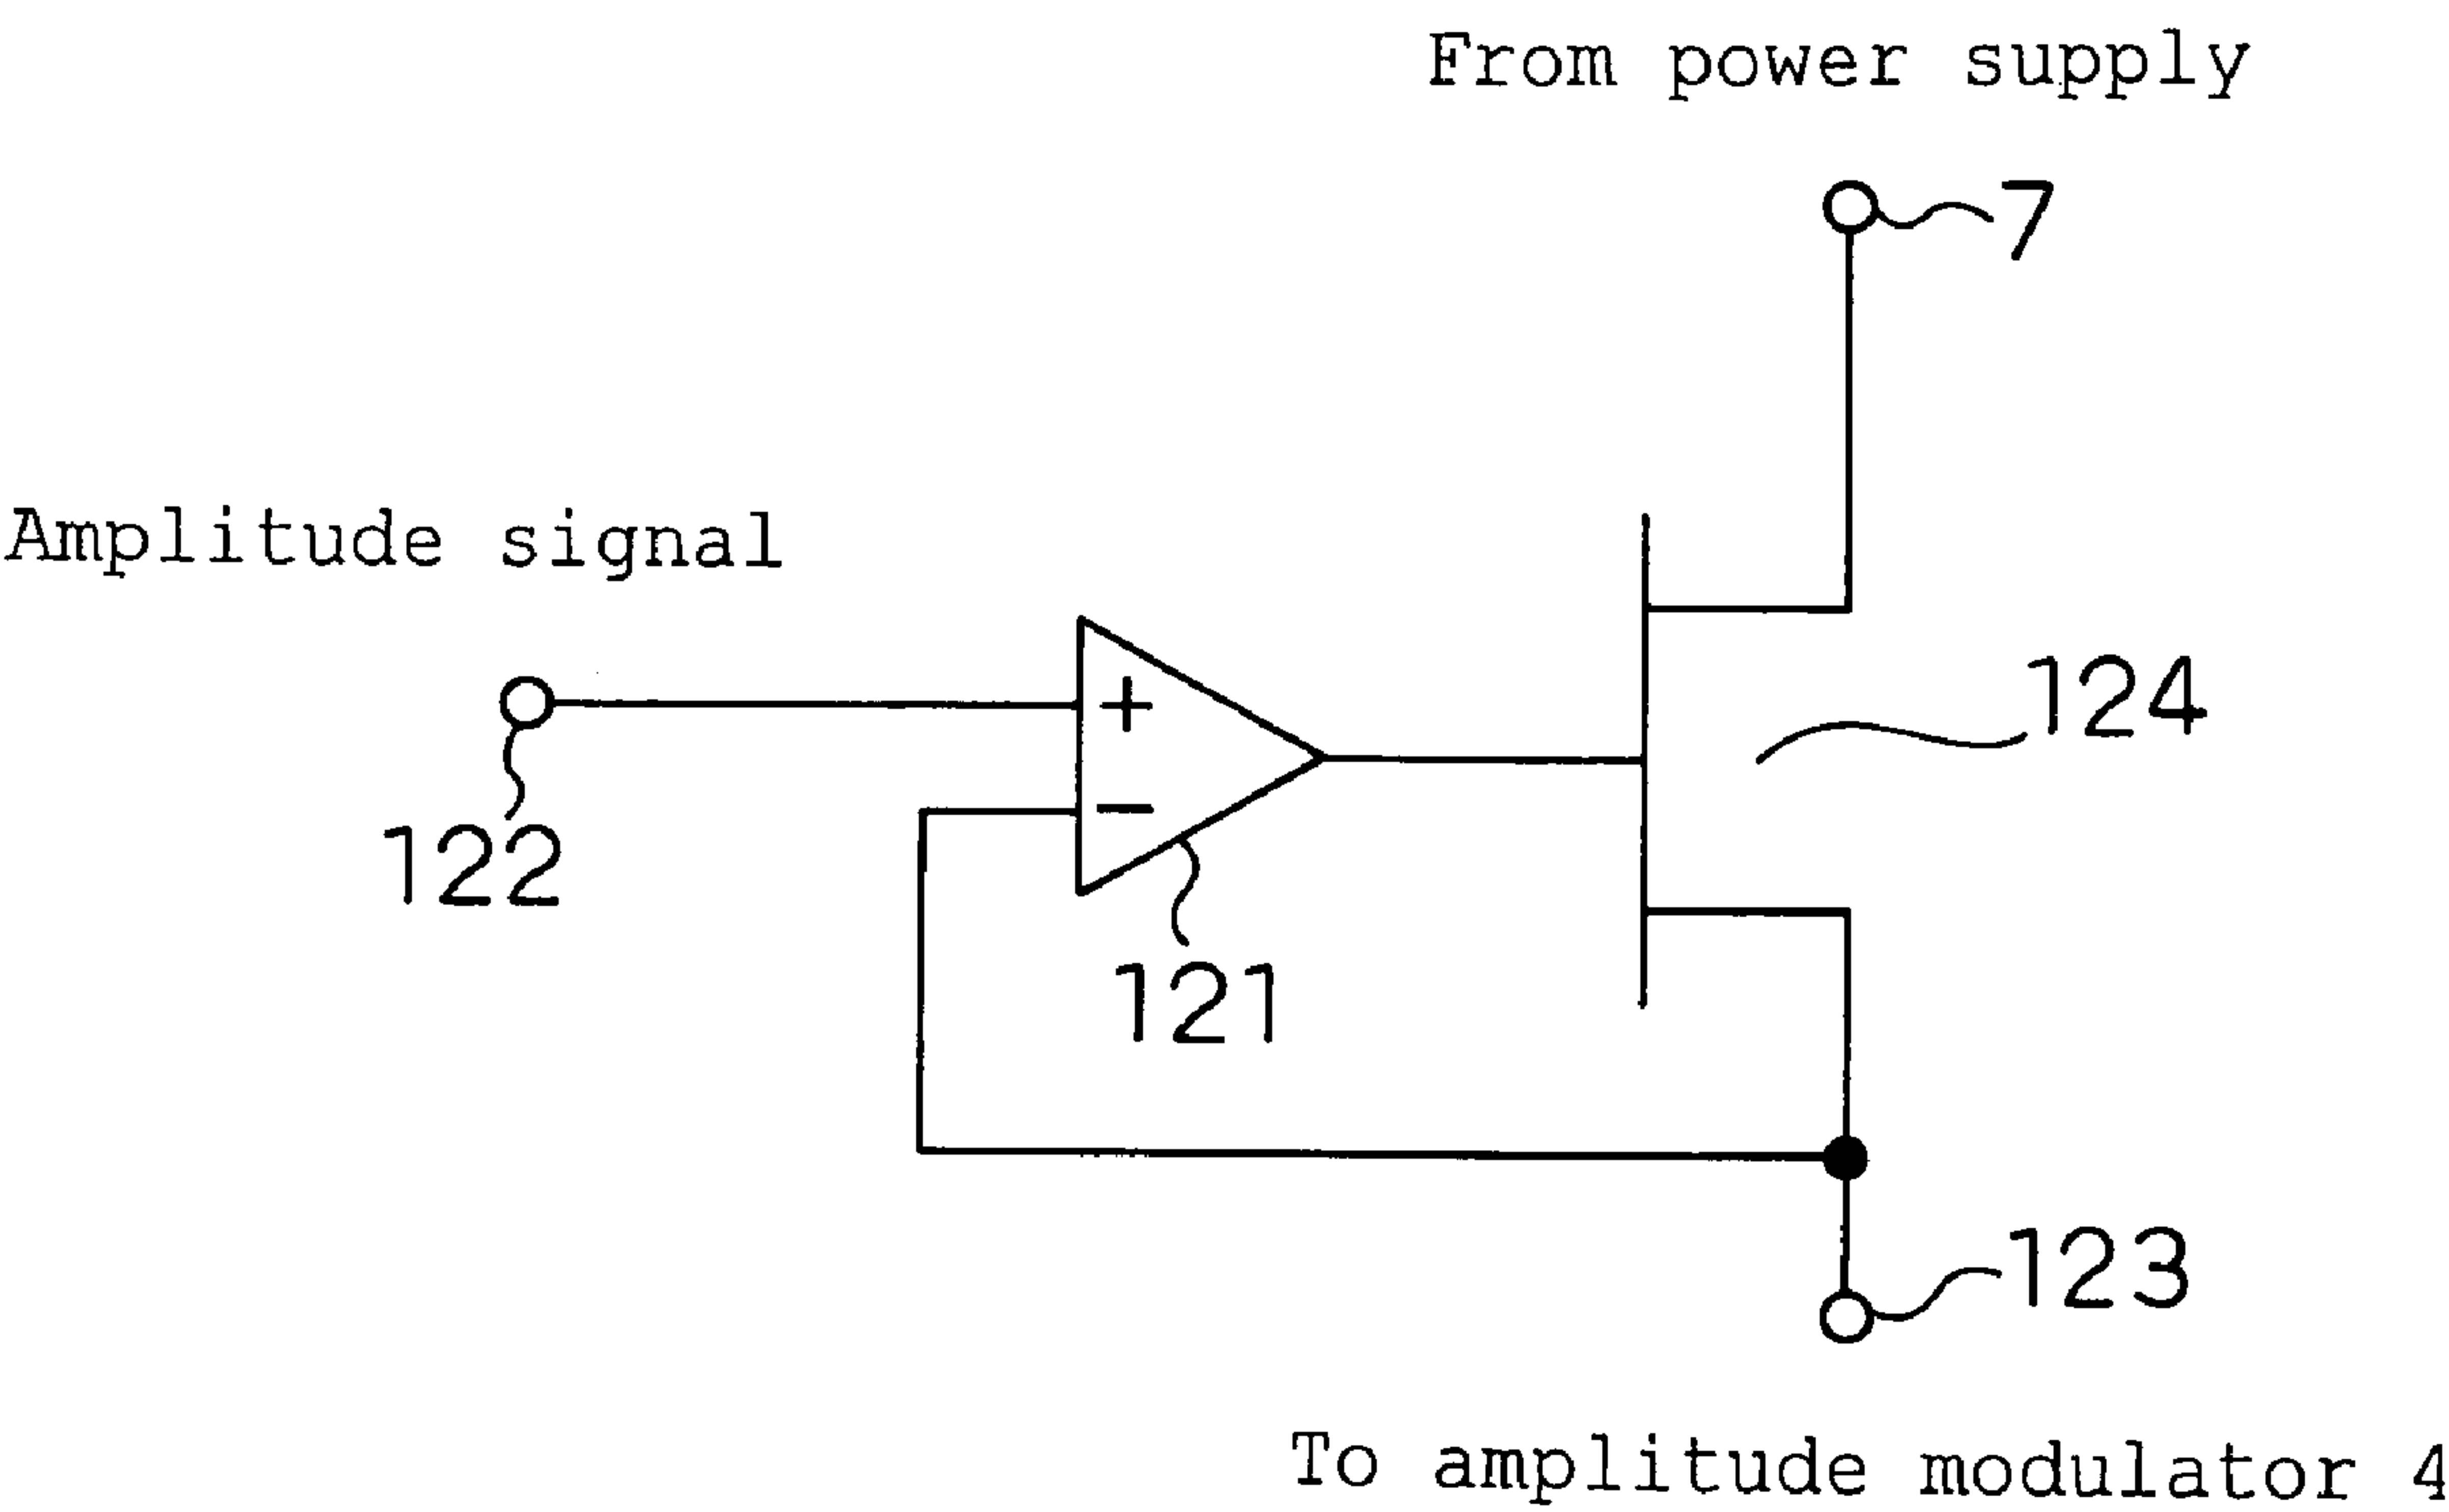 From power supply
7
Amplitude signal
124
+
−
122
121
123
To amplitude modulator 4